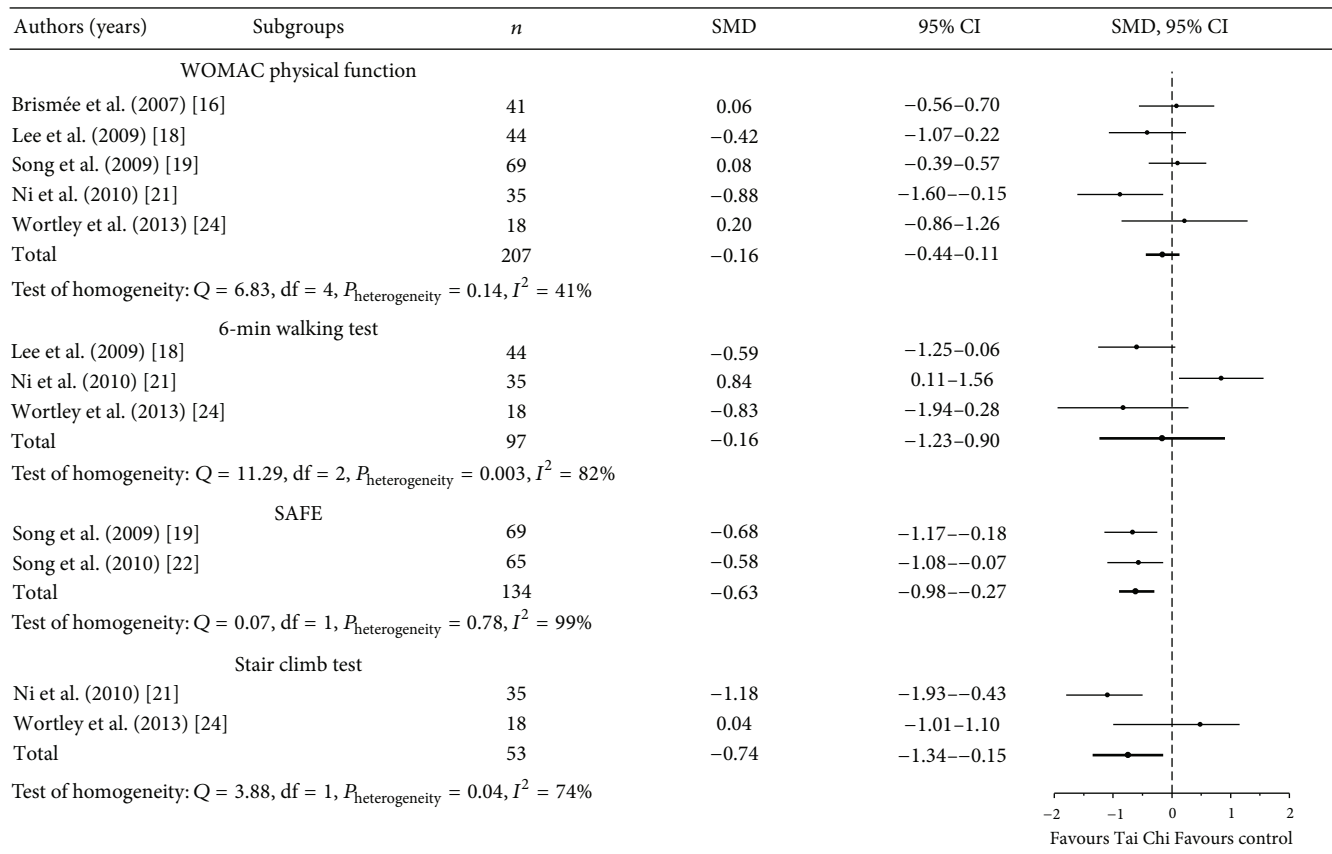 Authors (years) Subgroups n SMD 95% CI SMD, 95% CI
WOMAC physical function
Brismée et al. (2007) [16] 41 0.06 −0.56–0.70
Lee et al. (2009) [18] 44 −0.42 −1.07–0.22
Song et al. (2009) [19] 69 0.08 −0.39–0.57
Ni et al. (2010) [21] 35 −0.88 −1.60–−0.15
Wortley et al. (2013) [24] 18 0.20 −0.86–1.26
Total 207 −0.16 −0.44–0.11
Test of homogeneity: Q = 6.83, df = 4, Pheterogeneity = 0.14, I² = 41%
6-min walking test
Lee et al. (2009) [18] 44 −0.59 −1.25–0.06
Ni et al. (2010) [21] 35 0.84 0.11–1.56
Wortley et al. (2013) [24] 18 −0.83 −1.94–0.28
Total 97 −0.16 −1.23–0.90
Test of homogeneity: Q = 11.29, df = 2, Pheterogeneity = 0.003, I² = 82%
SAFE
Song et al. (2009) [19] 69 −0.68 −1.17–−0.18
Song et al. (2010) [22] 65 −0.58 −1.08–−0.07
Total 134 −0.63 −0.98–−0.27
Test of homogeneity: Q = 0.07, df = 1, Pheterogeneity = 0.78, I² = 99%
Stair climb test
Ni et al. (2010) [21] 35 −1.18 −1.93–−0.43
Wortley et al. (2013) [24] 18 0.04 −1.01–1.10
Total 53 −0.74 −1.34–−0.15
Test of homogeneity: Q = 3.88, df = 1, Pheterogeneity = 0.04, I² = 74%
−2 −1 0 1 2
Favours Tai Chi Favours control